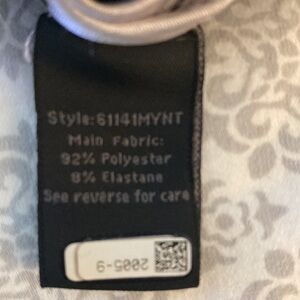 Style:61141MYNT
Main Fabric:
92% Polyester
8% Elastane
See reverse for care
2005-9